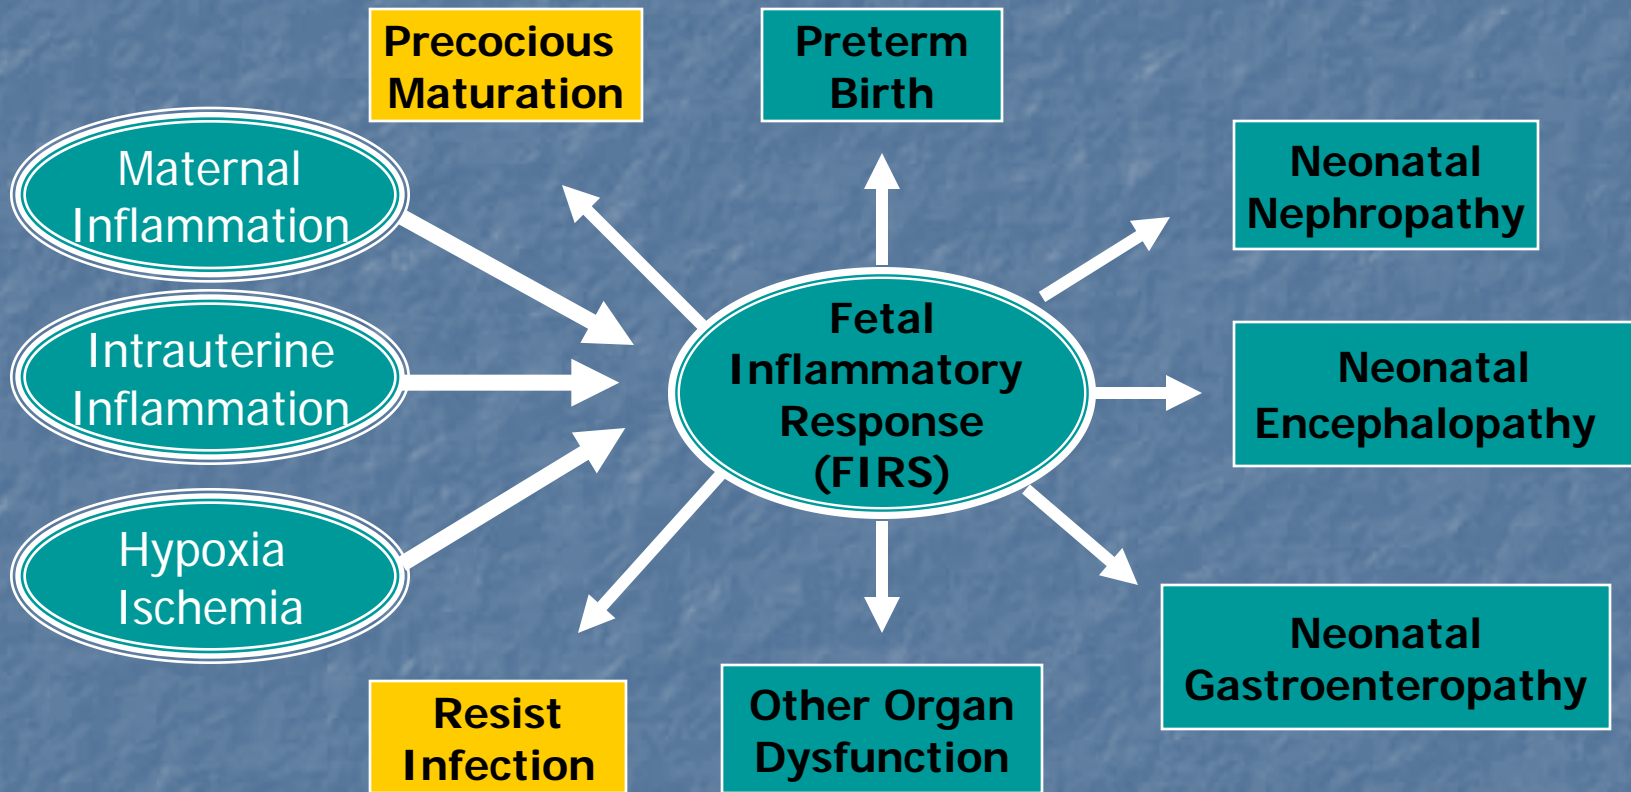 Precocious
Maturation
Preterm
Birth
Maternal
Inflammation
Neonatal
Nephropathy
Intrauterine
Inflammation
Fetal
Inflammatory
Response
(FIRS)
Neonatal
Encephalopathy
Hypoxia
Ischemia
Neonatal
Gastroenteropathy
Resist
Infection
Other Organ
Dysfunction